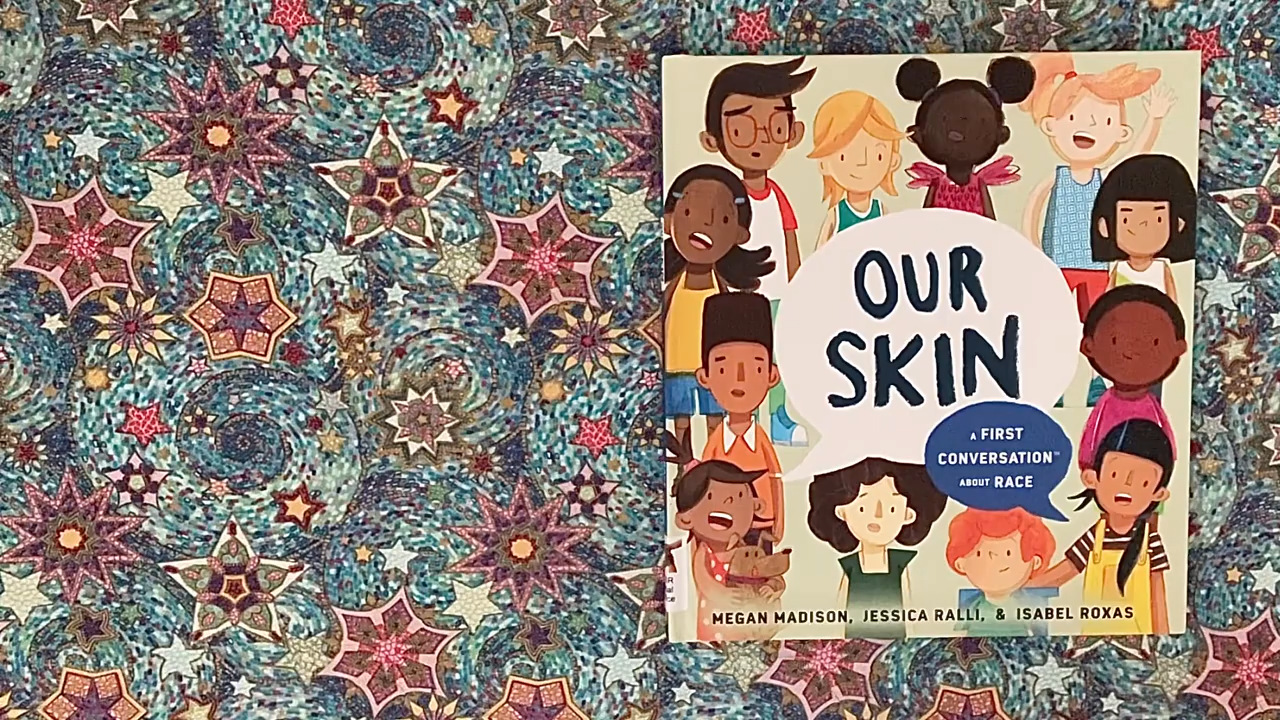 OUR
SKIN
A FIRST
CONVERSATION™
ABOUT RACE
MEGAN MADISON, JESSICA RALLI, & ISABEL ROXAS